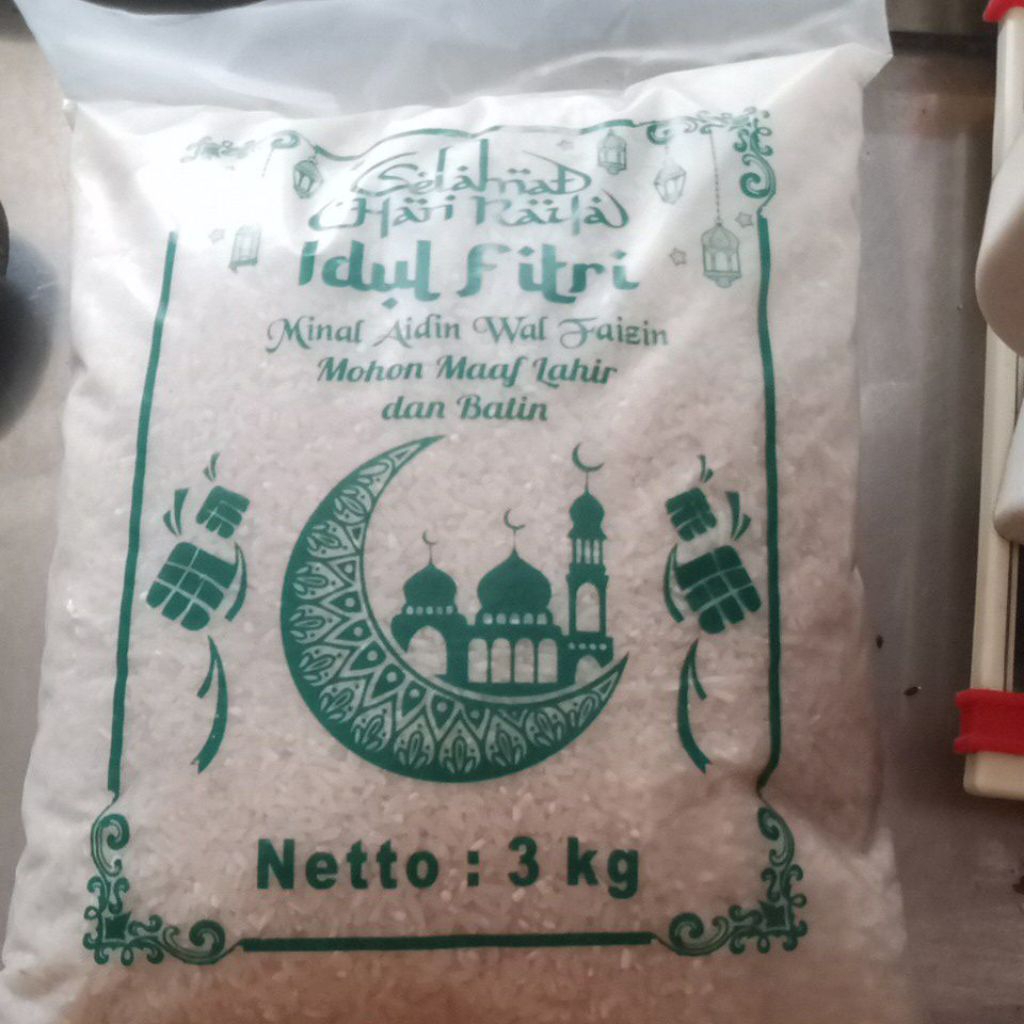 Selamat
Hari Raya
Idul Fitri
Minal Aidin Wal Faizin
Mohon Maaf Lahir
dan Batin
Netto : 3 kg